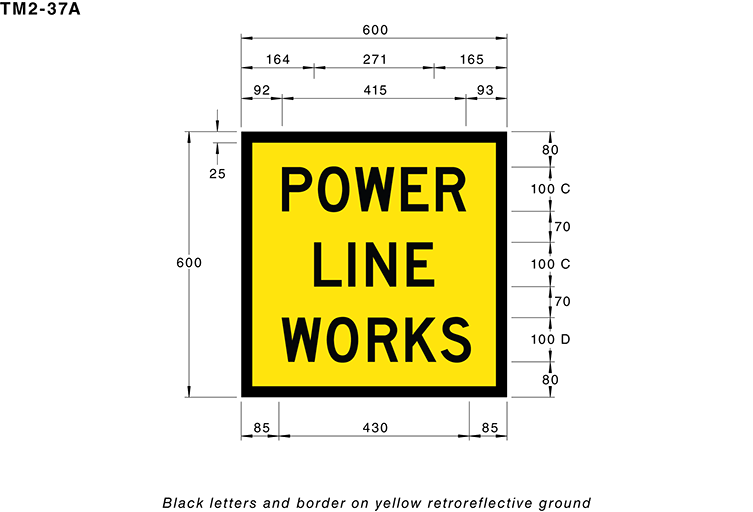 TM2-37A
600
164 271 165
92 415 93
25
600
80
100 C
70
100 C
70
100 D
80
POWER
LINE
WORKS
85 430 85
Black letters and border on yellow retroreflective ground